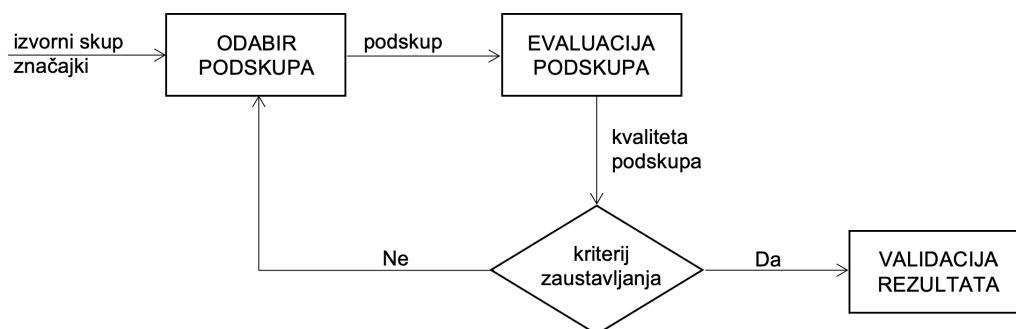 izvorni skup
značajki
ODABIR
PODSKUPA
podskup
EVALUACIJA
PODSKUPA
kvaliteta
podskupa
Ne
kriterij
zaustavljanja
Da
VALIDACIJA
REZULTATA